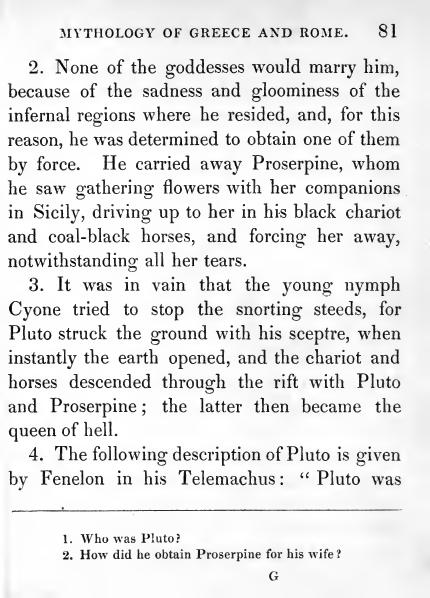 MYTHOLOGY OF GREECE AND ROME. 81
2. None of the goddesses would marry him,
because of the sadness and gloominess of the
infernal regions where he resided, and, for this
reason, he was determined to obtain one of them
by force. He carried away Proserpine, whom
he saw gathering flowers with her companions
in Sicily, driving up to her in his black chariot
and coal-black horses, and forcing her away,
notwithstanding all her tears.
3. It was in vain that the young nymph
Cyone tried to stop the snorting steeds, for
Pluto struck the ground with his sceptre, when
instantly the earth opened, and the chariot and
horses descended through the rift with Pluto
and Proserpine; the latter then became the
queen of hell.
4. The following description of Pluto is given
by Fenelon in his Telemachus: “ Pluto was
1. Who was Pluto?
2. How did he obtain Proserpine for his wife?
G